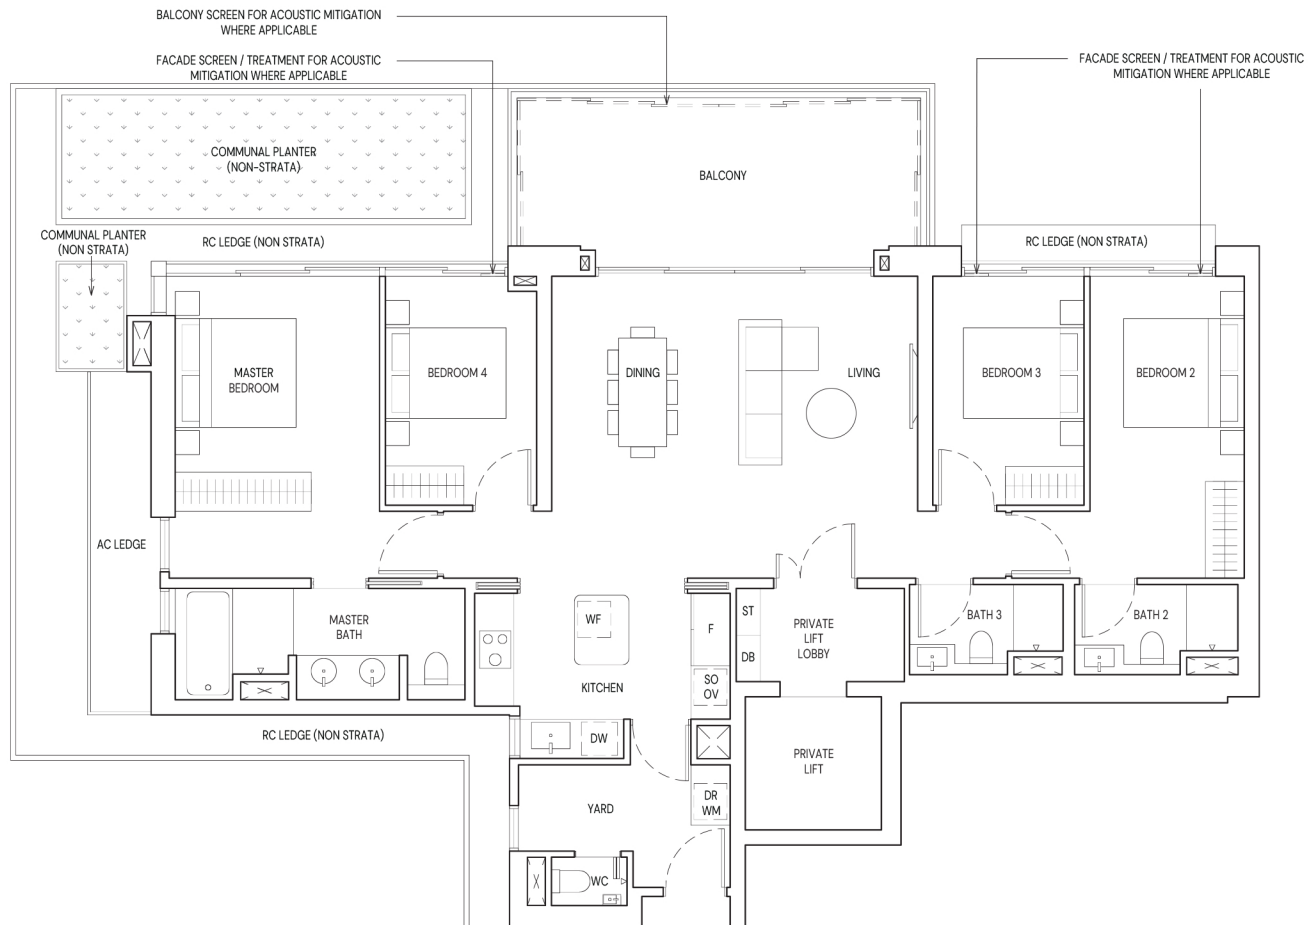 BALCONY SCREEN FOR ACOUSTIC MITIGATION
WHERE APPLICABLE
FACADE SCREEN / TREATMENT FOR ACOUSTIC
MITIGATION WHERE APPLICABLE
FACADE SCREEN / TREATMENT FOR ACOUSTIC
MITIGATION WHERE APPLICABLE
COMMUNAL PLANTER
(NON-STRATA)
BALCONY
COMMUNAL PLANTER
(NON STRATA)
RC LEDGE (NON STRATA)
RC LEDGE (NON STRATA)
MASTER
BEDROOM
BEDROOM 4
DINING
LIVING
BEDROOM 3
BEDROOM 2
AC LEDGE
MASTER
BATH
WF
F
ST
PRIVATE
LIFT
LOBBY
BATH 3
BATH 2
DB
SO
OV
KITCHEN
RC LEDGE (NON STRATA)
DW
PRIVATE
LIFT
YARD
DR
WM
WC